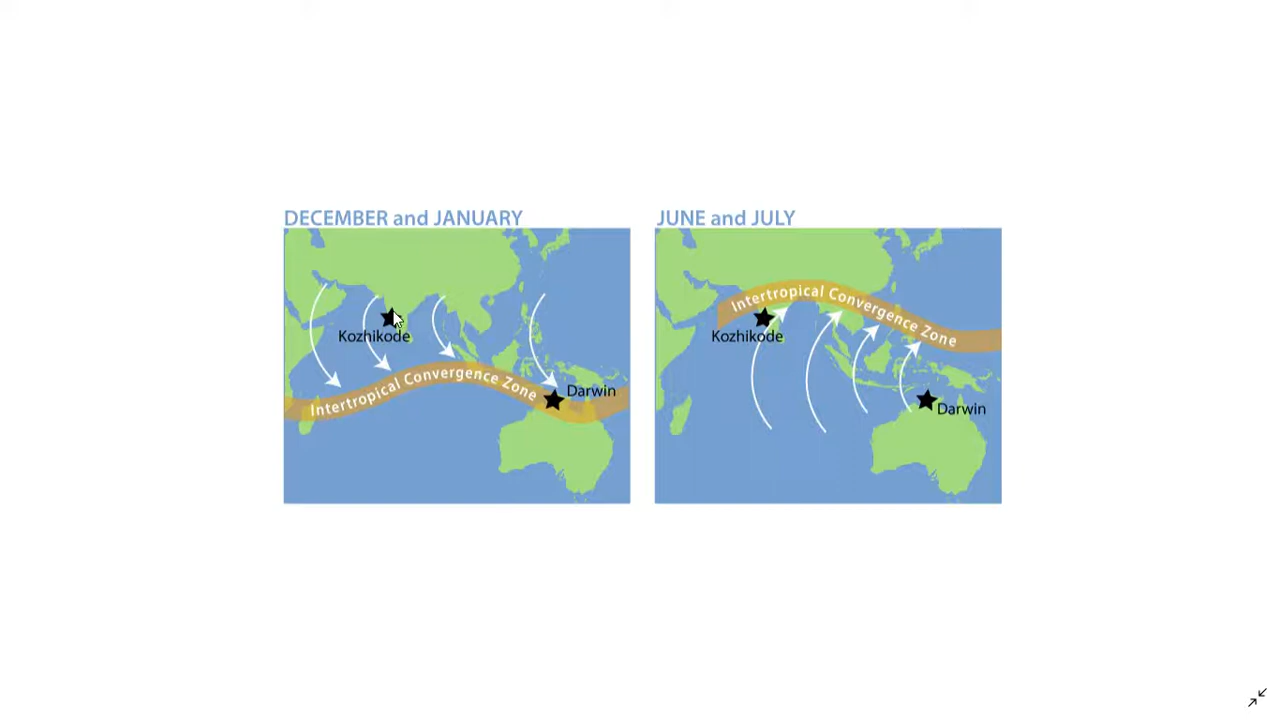 DECEMBER and JANUARY
Kozhikode
Intertropical Convergence Zone
Darwin
JUNE and JULY
Intertropical Convergence Zone
Kozhikode
Darwin